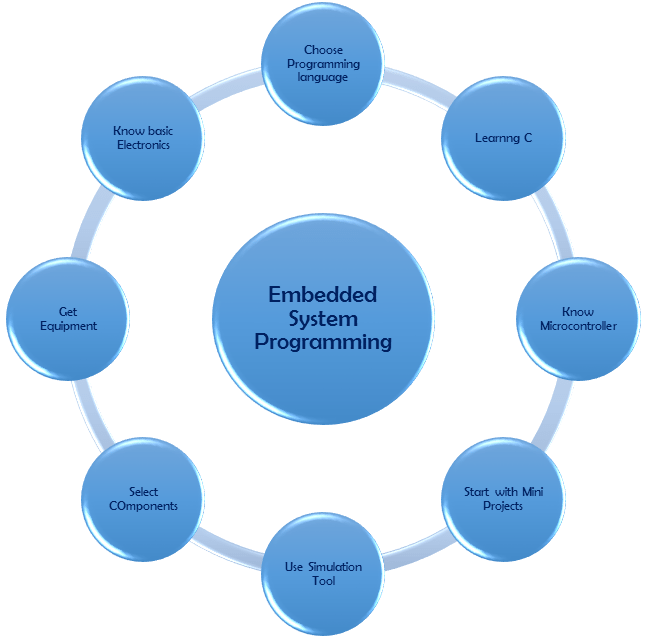 Choose
Programming
language
Know basic
Electronics
Learnng C
Get
Equipment
Embedded
System
Programming
Know
Microcontroller
Select
COmponents
Start with Mini
Projects
Use Simulation
Tool